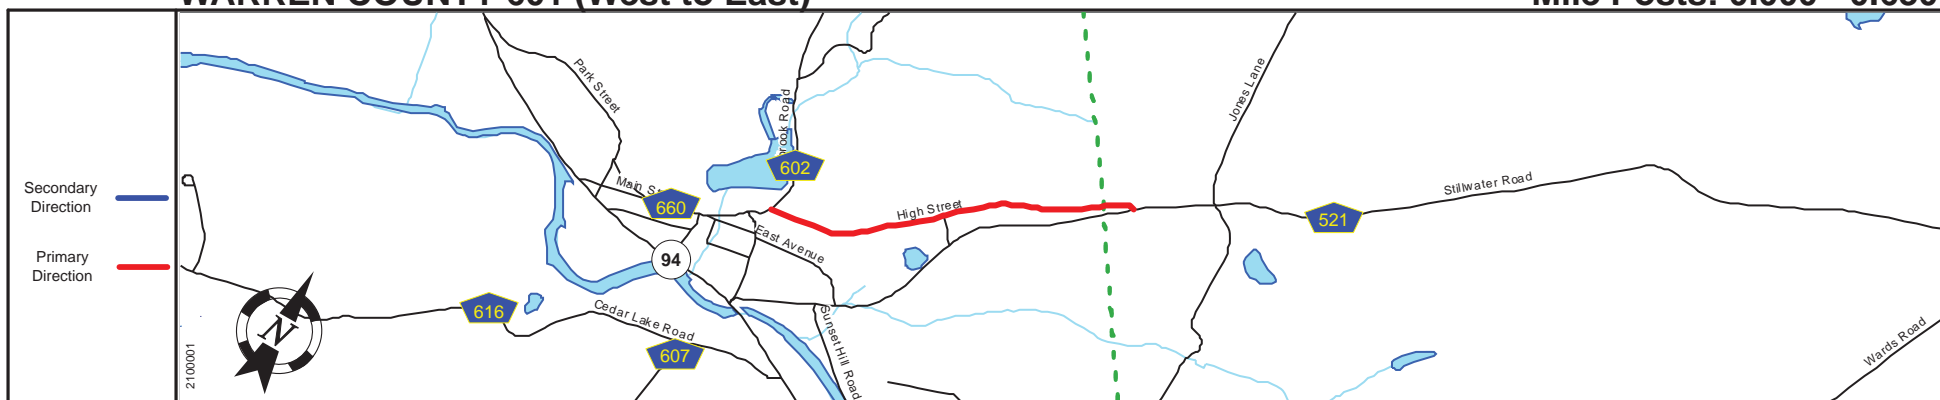 Secondary
Direction
Primary
Direction
2100001
Park Street
Main
660
94
602
High Street
East Avenue
Jones Lane
521
Stillwater Road
616
Cedar Lake Road
607
Sunset Hill Road
Wards Road
N